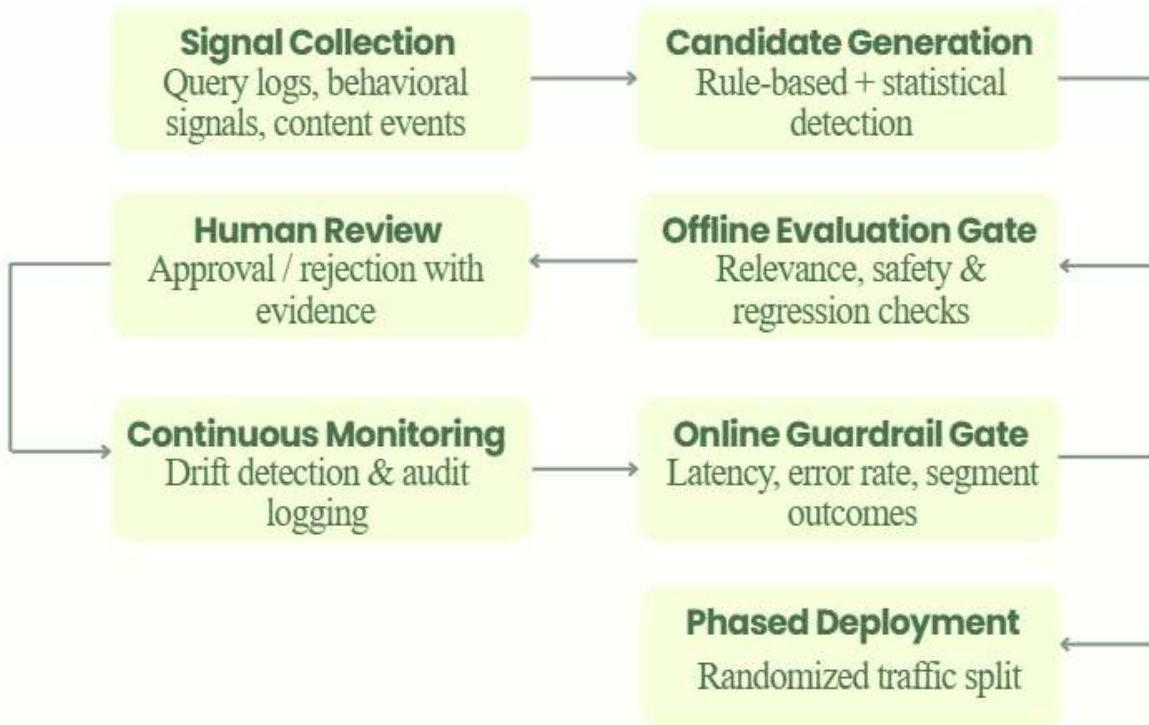 Signal Collection
Query logs, behavioral
signals, content events
Candidate Generation
Rule-based + statistical
detection
Human Review
Approval / rejection with
evidence
Offline Evaluation Gate
Relevance, safety &
regression checks
Continuous Monitoring
Drift detection & audit
logging
Online Guardrail Gate
Latency, error rate, segment
outcomes
Phased Deployment
Randomized traffic split